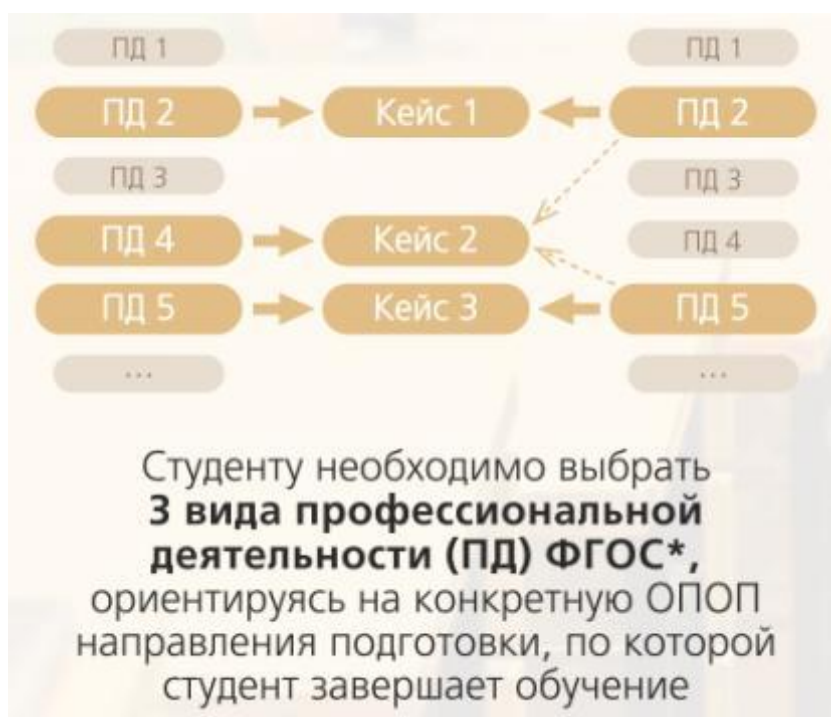 ПД 1 ПД 1
ПД 2 Кейс 1 ПД 2
ПД 3 ПД 3
ПД 4 Кейс 2 ПД 4
ПД 5 Кейс 3 ПД 5
... ...
Студенту необходимо выбрать
3 вида профессиональной
деятельности (ПД) ФГОС*,
ориентируясь на конкретную ОПОП
направления подготовки, по которой
студент завершает обучение